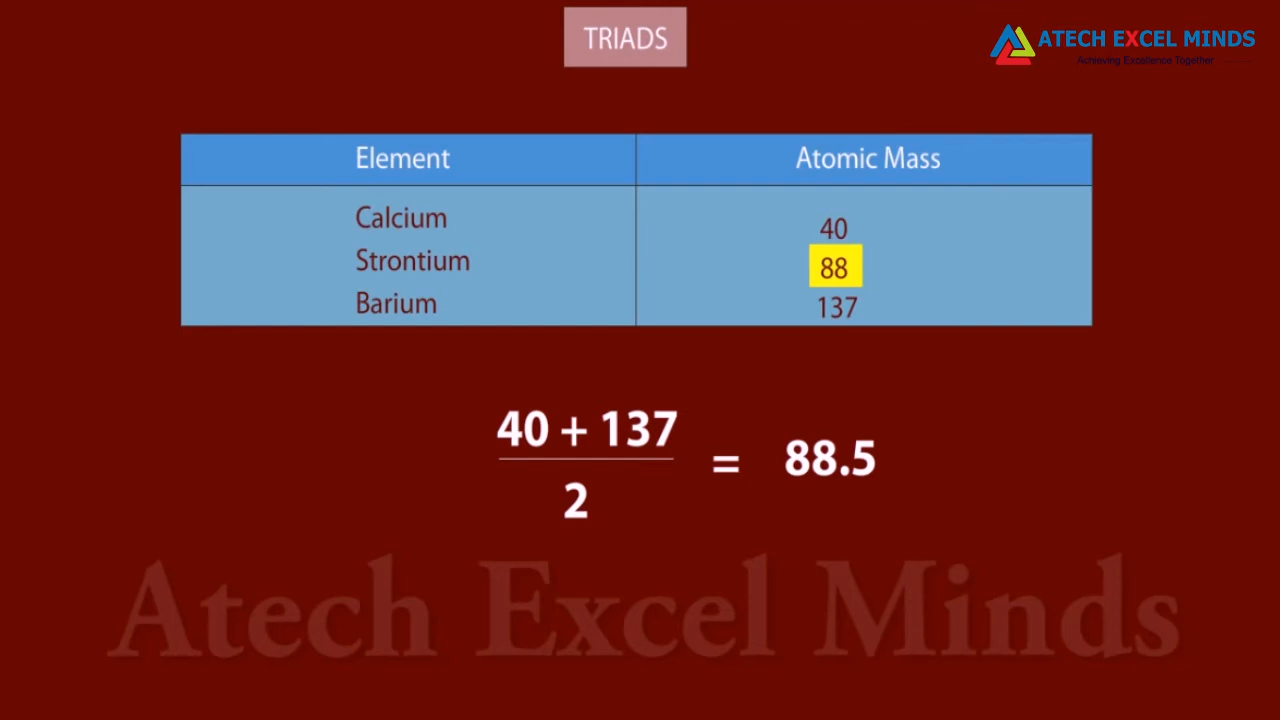 TRIADS
ATECH EXCEL MINDS
Achieving Excellence Together
Element Atomic Mass
Calcium 40
Strontium 88
Barium 137
40 + 137
2
= 88.5
Atech Excel Minds